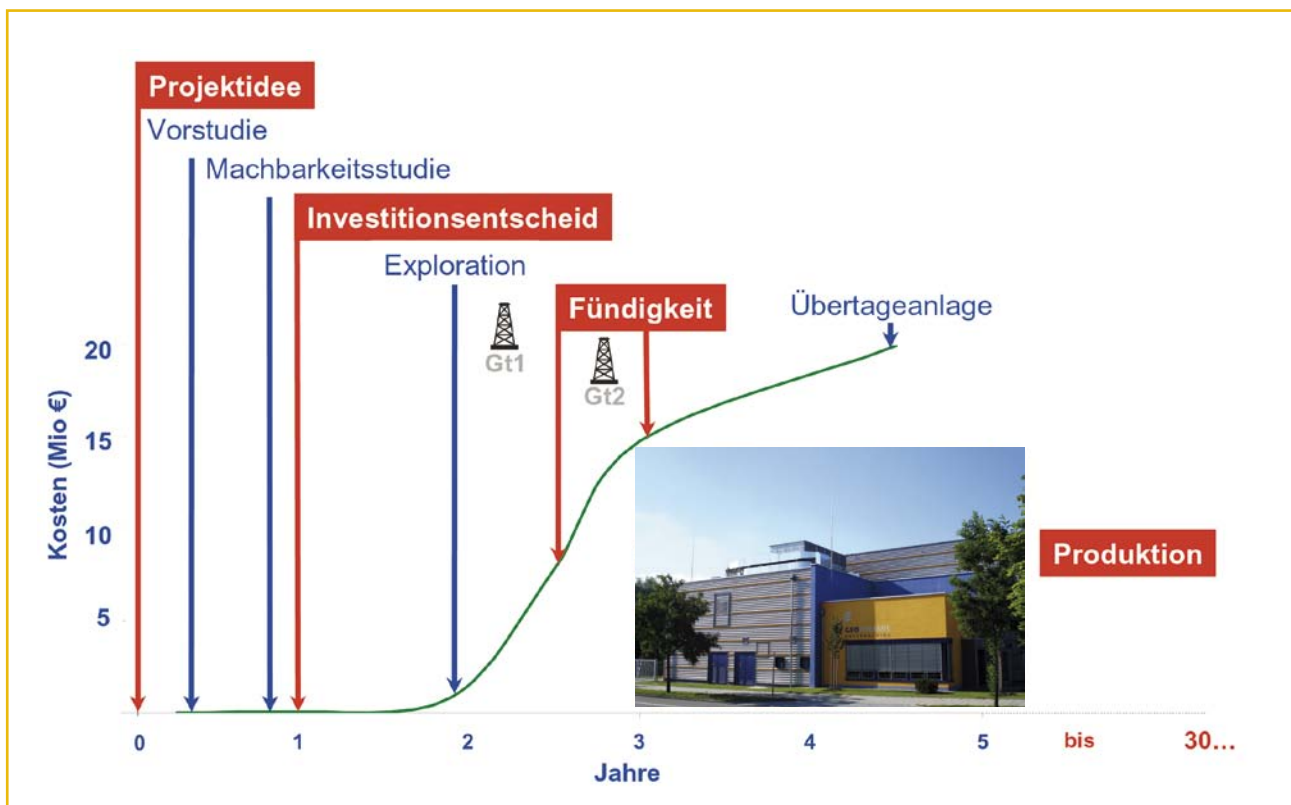 Projektidee
Vorstudie
Machbarkeitsstudie
Investitionsentscheid
Exploration
Fündigkeit
Übertageanlage
Gt1
Gt2
20
15
10
5
Kosten (Mio €)
Produktion
0 1 2 3 4 5 bis 30...
Jahre